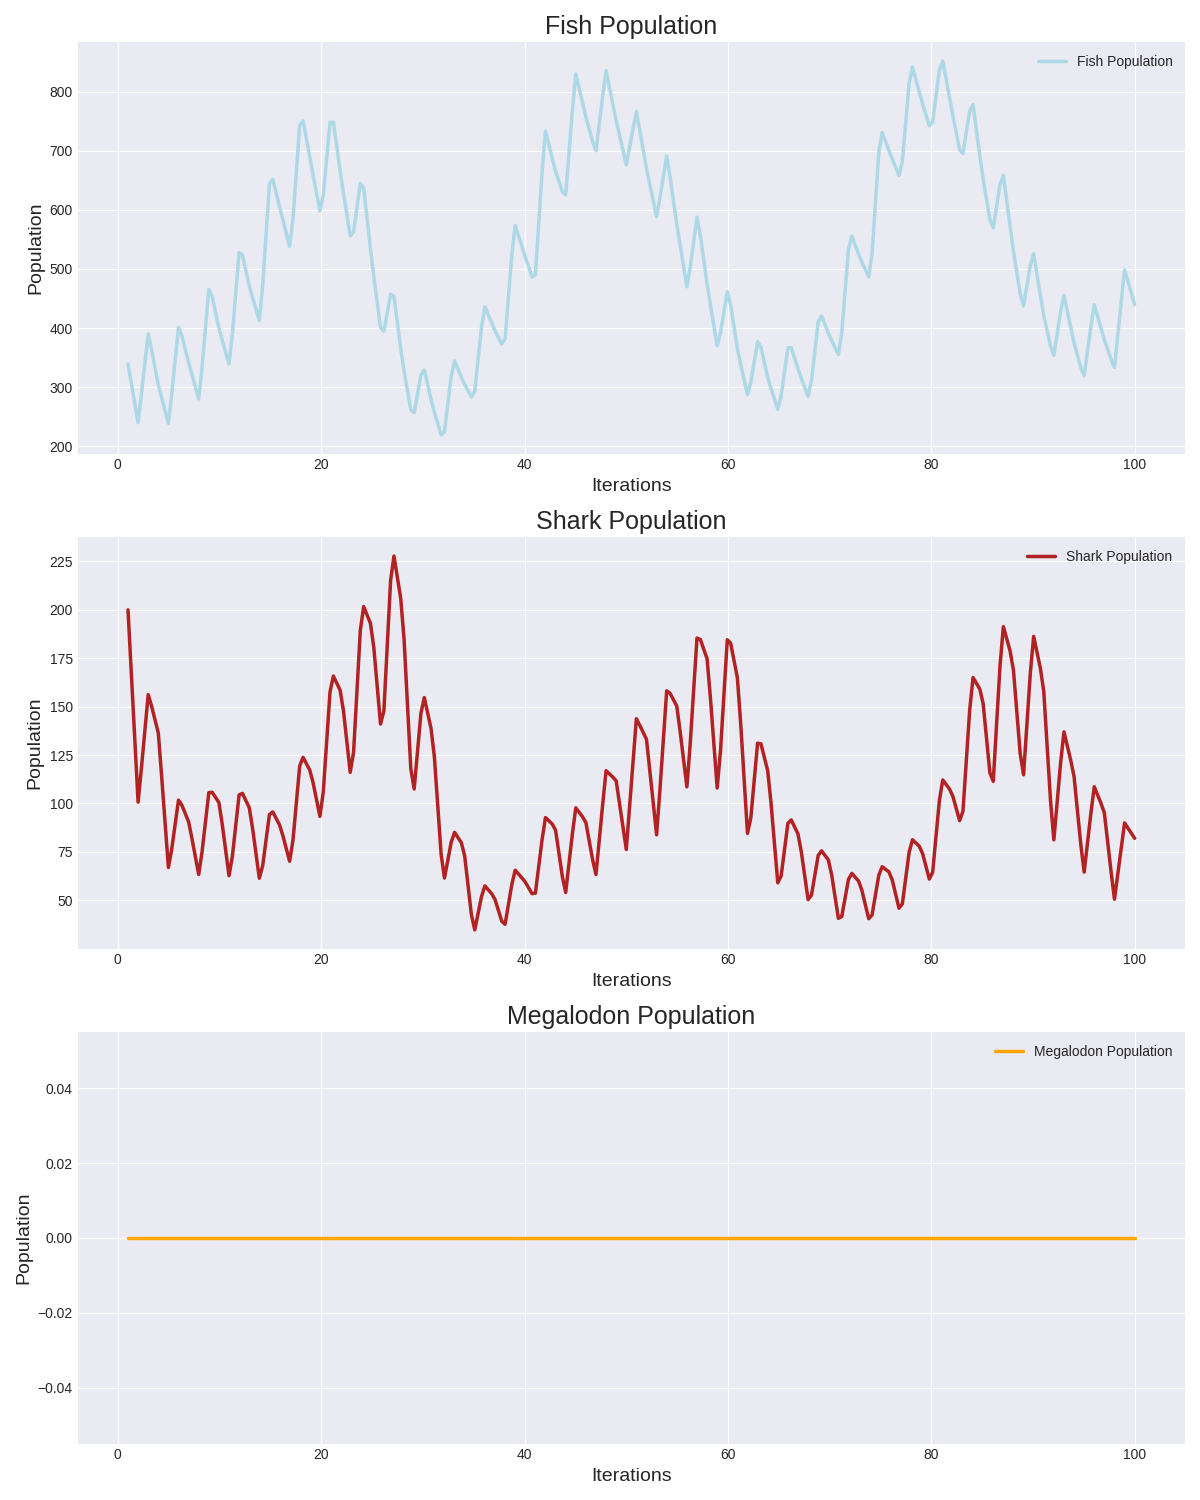 Fish Population
Fish Population
800
700
600
500
400
300
200
Population
0 20 40 60 80 100
Iterations
Shark Population
Shark Population
225
200
175
150
125
100
75
50
Population
0 20 40 60 80 100
Iterations
Megalodon Population
Megalodon Population
0.04
0.02
0.00
−0.02
−0.04
Population
0 20 40 60 80 100
Iterations